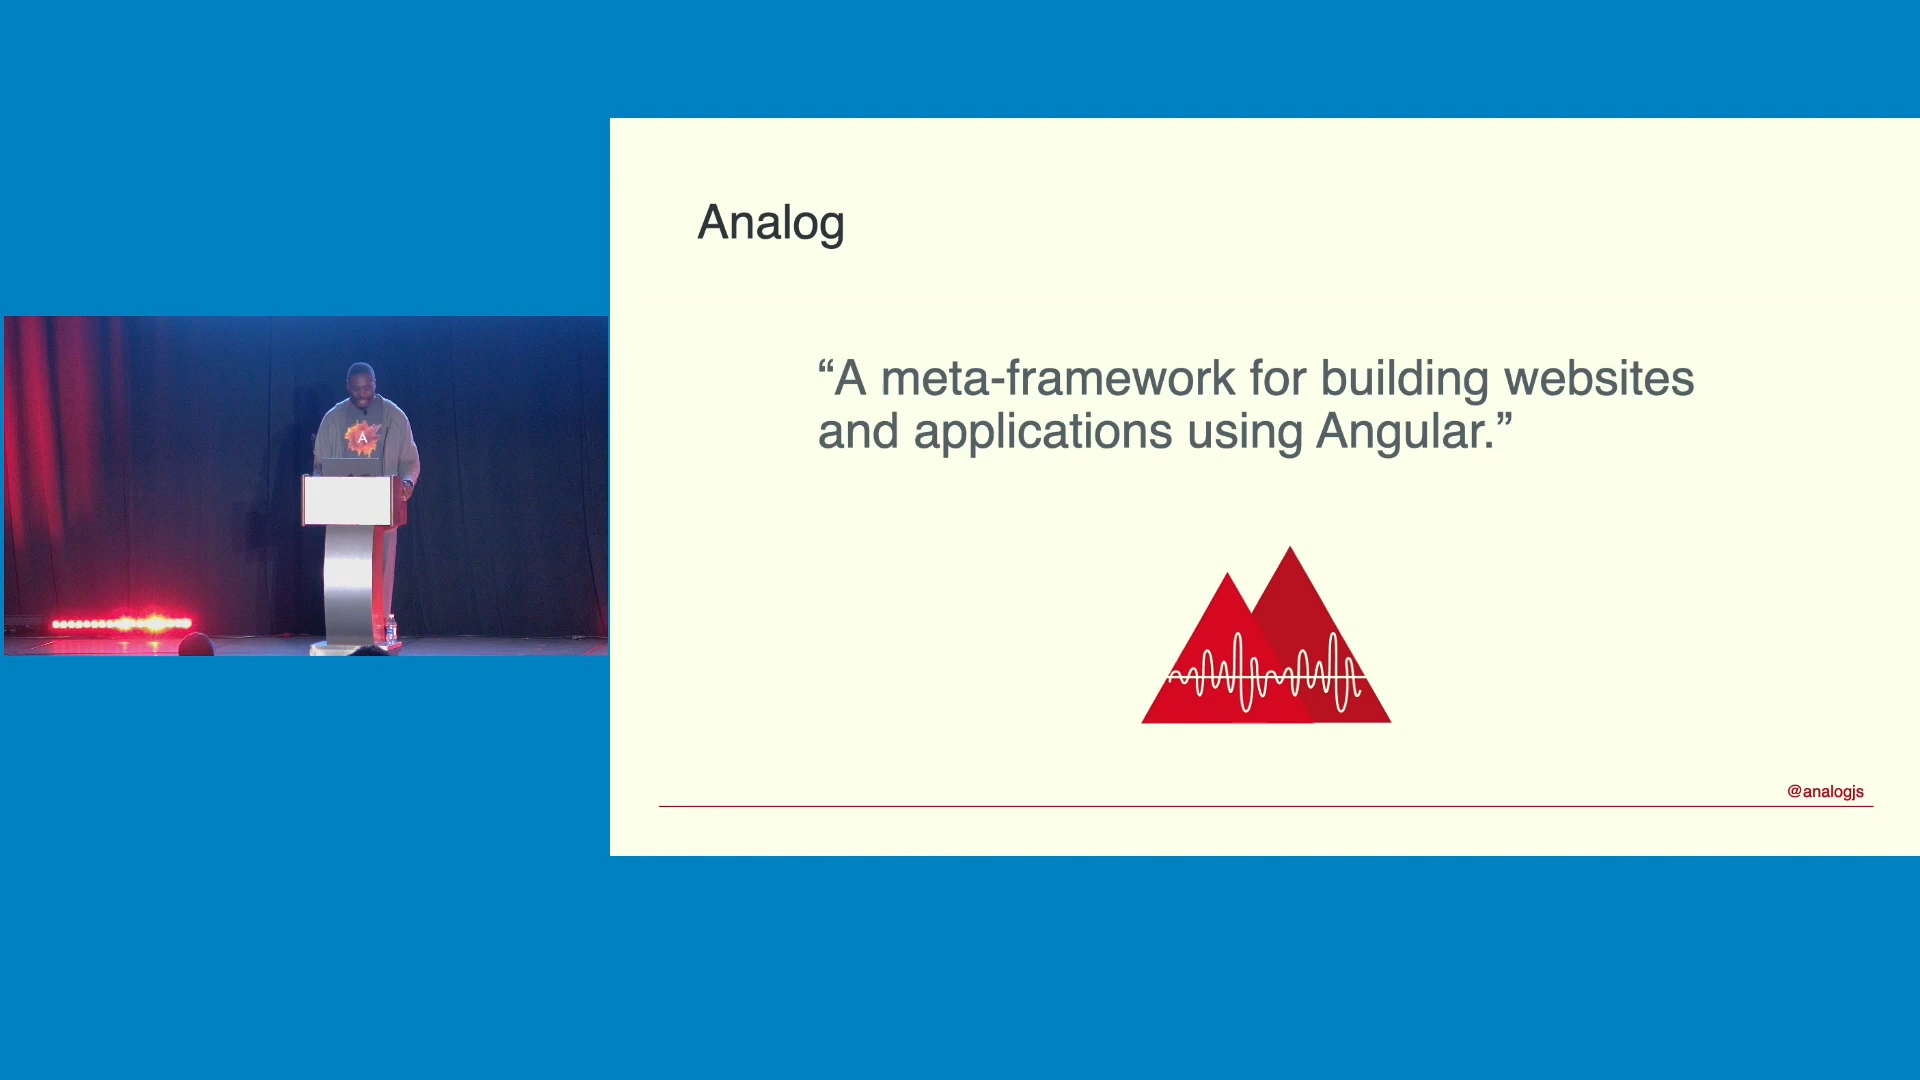 Analog
“A meta-framework for building websites
and applications using Angular.”
@analogjs
A